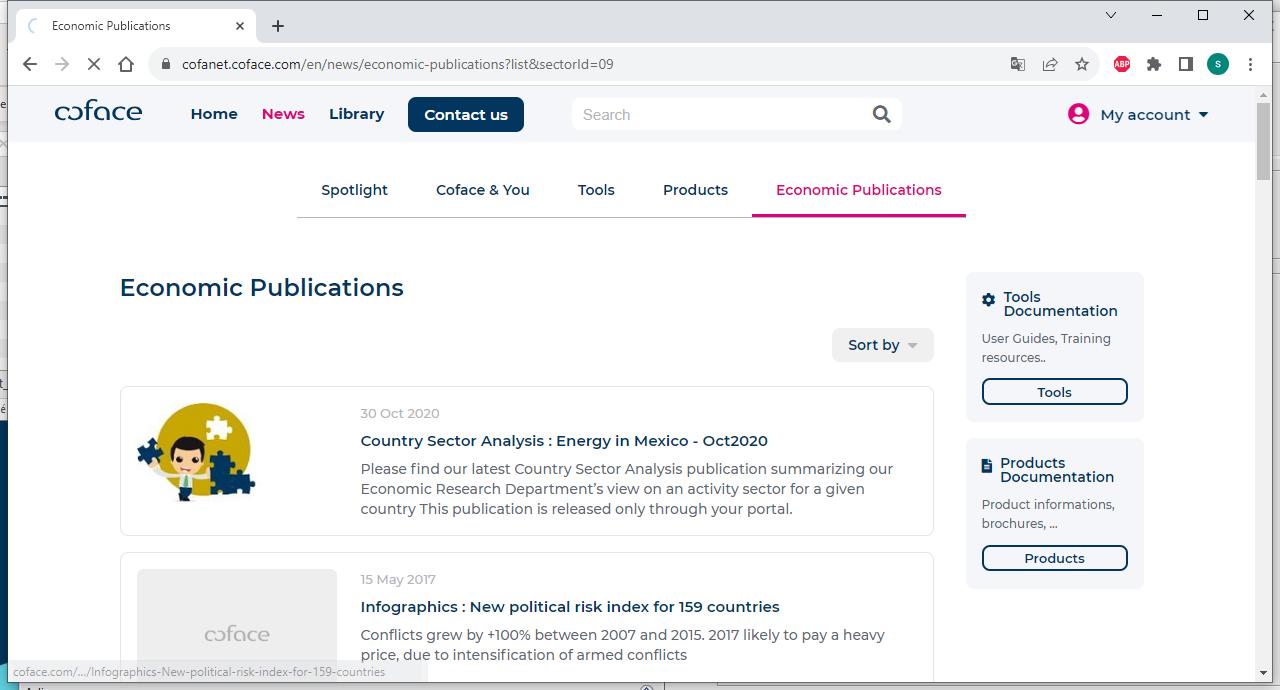 Economic Publications
cofanet.coface.com/en/news/economic-publications?list&sectorId=09
ABP
S
coface
Home
News
Library
Contact us
Search
My account
Spotlight
Coface & You
Tools
Products
Economic Publications
Economic Publications
Sort by
30 Oct 2020
Country Sector Analysis : Energy in Mexico - Oct2020
Please find our latest Country Sector Analysis publication summarizing our
Economic Research Department's view on an activity sector for a given
country This publication is released only through your portal.
coface
15 May 2017
Infographics : New political risk index for 159 countries
Conflicts grew by +100% between 2007 and 2015. 2017 likely to pay a heavy
price, due to intensification of armed conflicts
Tools
Documentation
User Guides, Training
resources..
Tools
Products
Documentation
Product informations,
brochures, ...
Products
coface.com/.../Infographics-New-political-risk-index-for-159-countries